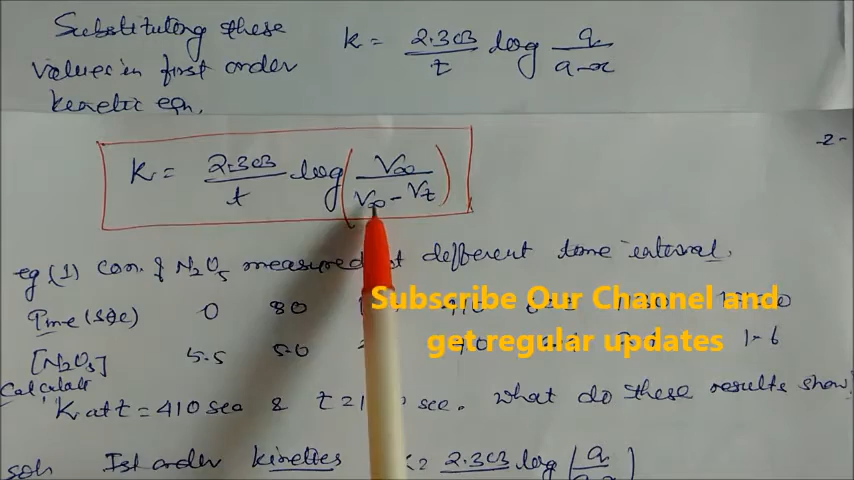 Substituting these
values in first order
kinetic eqn.
k = 2.303/t log a/a-x
-2-
K = 2.303/t log (V∞/V∞ - Vt)
eg (1) con. of N2O5 measured at different time interval.
Time (sec) 0 80
[N2O5] 5.5 5.0 1.6
Subscribe Our Channel and
get regular updates
Calculate
K at t = 410 sec & sec. What do these results show
soln Ist order kinetics K = 2.303 log (a/